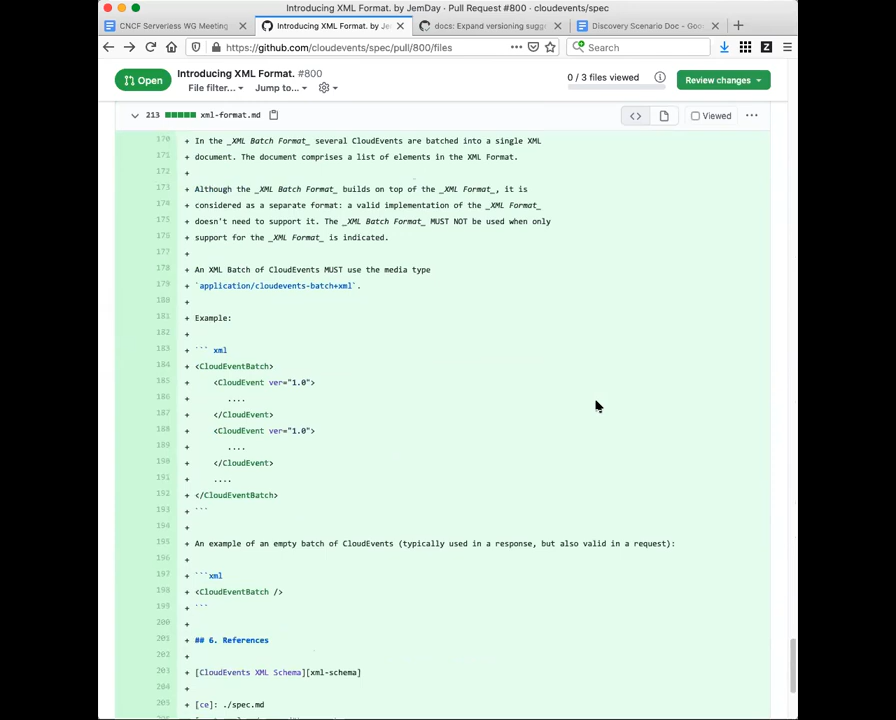 Introducing XML Format. by JemDay · Pull Request #800 · cloudevents/spec
CNCF Serverless WG Meeting
Introducing XML Format. by Jem
docs: Expand versioning sugge
Discovery Scenario Doc - Goo
https://github.com/cloudevents/spec/pull/800/files
Search
Open
Introducing XML Format. #800
File filter... Jump to...
0 / 3 files viewed
Review changes
213 xml-format.md
Viewed
170 + In the _XML Batch Format_ several CloudEvents are batched into a single XML
171 + document. The document comprises a list of elements in the XML Format.
172 +
173 + Although the _XML Batch Format_ builds on top of the _XML Format_, it is
174 + considered as a separate format: a valid implementation of the _XML Format_
175 + doesn't need to support it. The _XML Batch Format_ MUST NOT be used when only
176 + support for the _XML Format_ is indicated.
177 +
178 + An XML Batch of CloudEvents MUST use the media type
179 + `application/cloudevents-batch+xml`.
180 +
181 + Example:
182 +
183 + ``` xml
184 + <CloudEventBatch>
185 + <CloudEvent ver="1.0">
186 + ....
187 + </CloudEvent>
188 + <CloudEvent ver="1.0">
189 + ....
190 + </CloudEvent>
191 + ....
192 + </CloudEventBatch>
193 + ```
194 +
195 + An example of an empty batch of CloudEvents (typically used in a response, but also valid in a request):
196 +
197 + ```xml
198 + <CloudEventBatch />
199 + ```
200 +
201 + ## 6. References
202 +
203 + [CloudEvents XML Schema][xml-schema]
204 +
205 + [ce]: ./spec.md